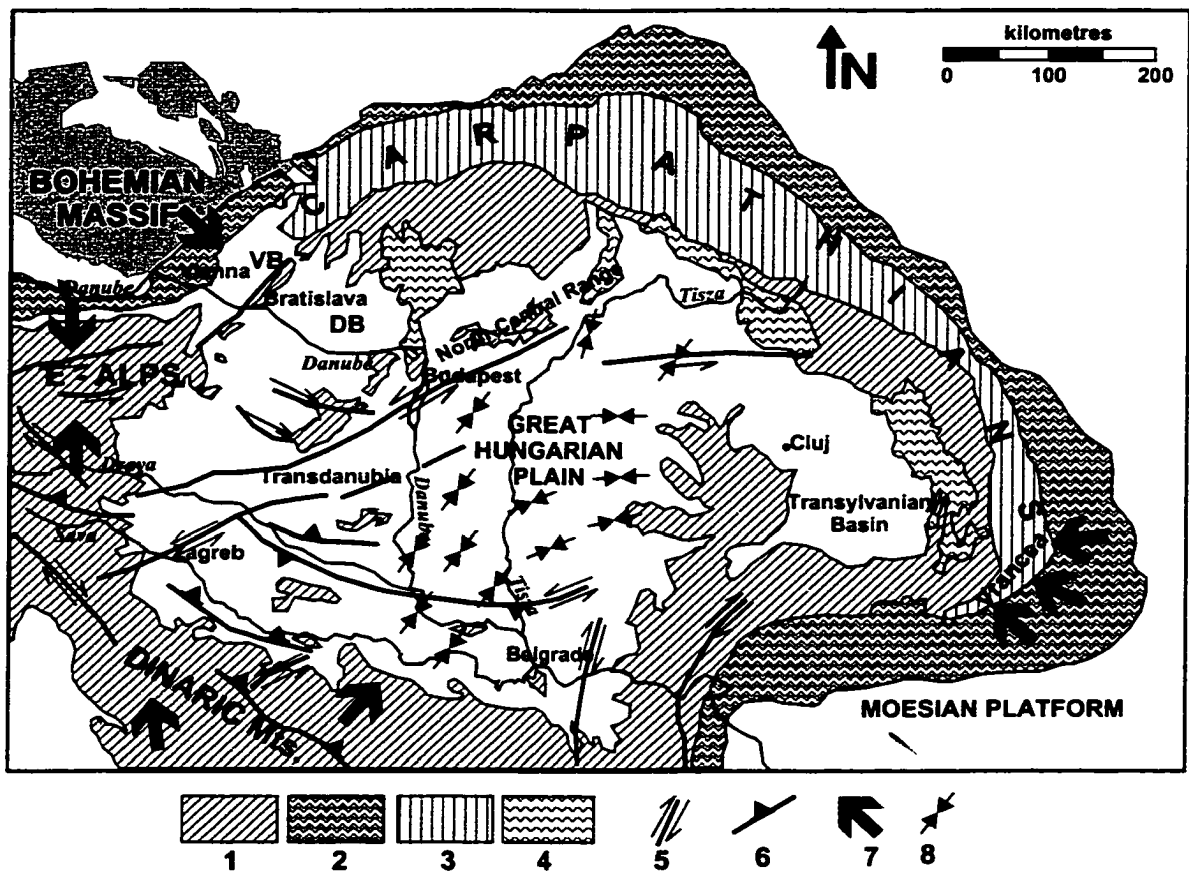 kilometres
N
0 100 200
CARPATHIANS
BOHEMIAN
MASSIF
Vienna
VB
Danube
Bratislava
DB
North Central Range
Tisza
Danube
E - ALPS
Budapest
GREAT
HUNGARIAN
PLAIN
Cluj
Drava
Transdanubia
Danube
Transylvanian
Basin
Sava
Zagreb
Tisza
Vrancea
Belgrade
DINARIC Mts.
MOESIAN PLATFORM
1 2 3 4 5 6 7 8